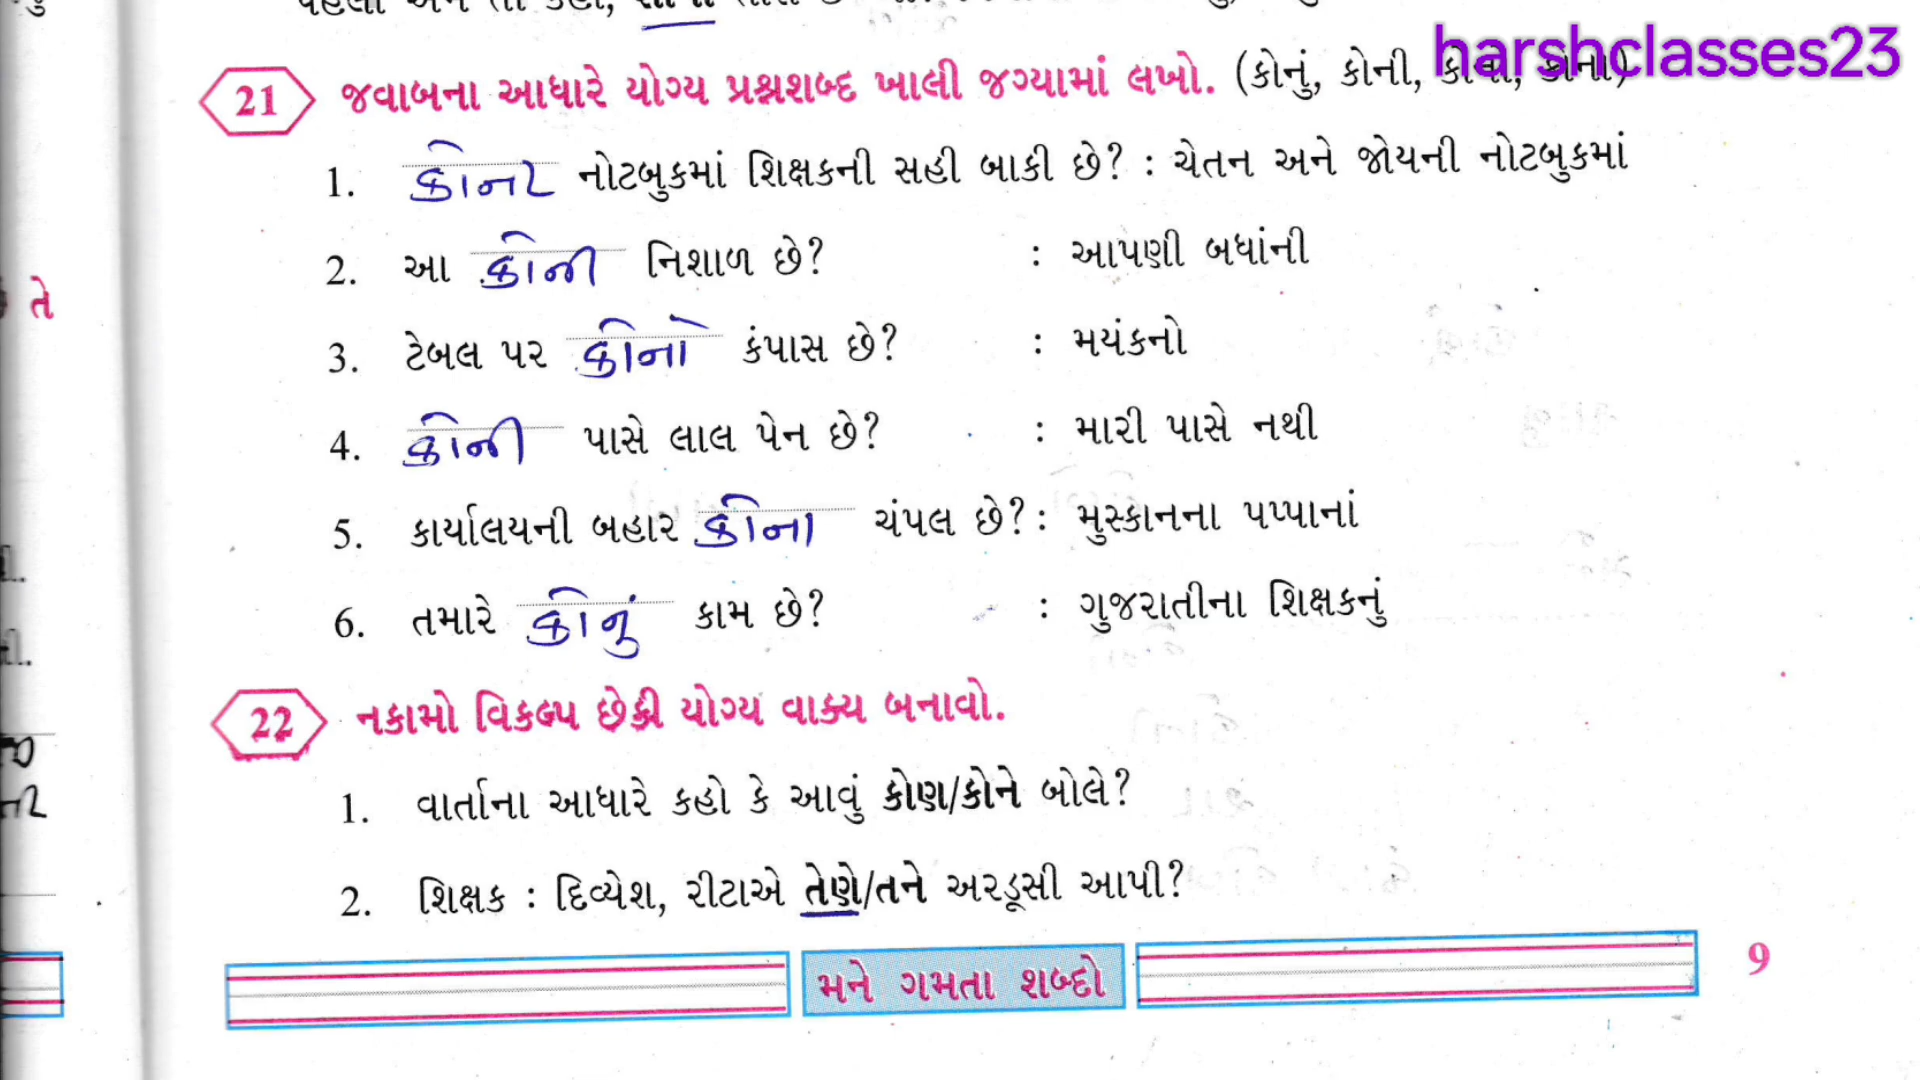 harshclasses23
21 જવાબના આધારે યોગ્ય પ્રશ્નશબ્દ ખાલી જગ્યામાં લખો. (કોનું, કોની,
1. કોનાર નોટબુકમાં શિક્ષકની સહી બાકી છે? : ચેતન અને જોયની નોટબુકમાં
2. આ કોની નિશાળ છે? : આપણી બધાંની
3. ટેબલ પર કોનો કંપાસ છે? : મયંકનો
4. કોની પાસે લાલ પેન છે? : મારી પાસે નથી
5. કાર્યાલયની બહાર કોના ચંપલ છે? : મુસ્કાનના પપ્પાનાં
6. તમારે કોનું કામ છે? : ગુજરાતીના શિક્ષકનું
22 નકામો વિકલ્પ છેકી યોગ્ય વાક્ય બનાવો.
1. વાર્તાના આધારે કહો કે આવું કોણ/કોને બોલે?
2. શિક્ષક : દિવ્યેશ, રીટાએ તેણે/તને અરડૂસી આપી?
મને ગમતા શબ્દો
9
તે